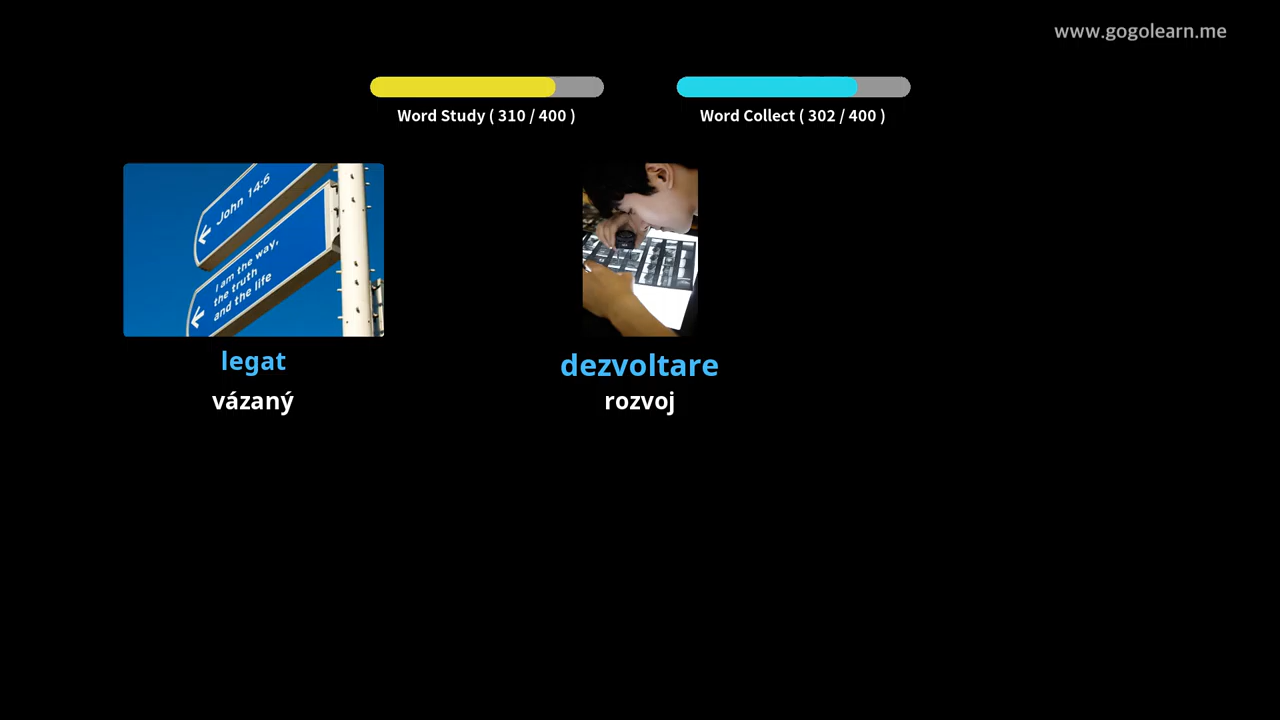 www.gogolearn.me
Word Study ( 310 / 400 )
Word Collect ( 302 / 400 )
John 14:6
I am the way,
the truth
and the life
legat
vázaný
dezvoltare
rozvoj